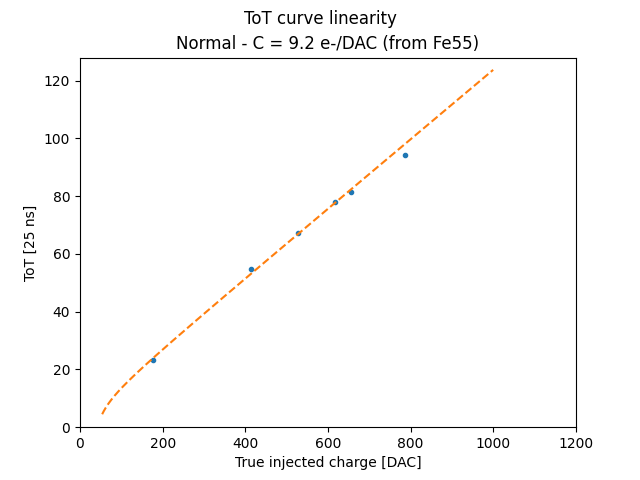 ToT curve linearity
Normal - C = 9.2 e-/DAC (from Fe55)
120
100
80
60
40
20
0
ToT [25 ns]
0 200 400 600 800 1000 1200
True injected charge [DAC]